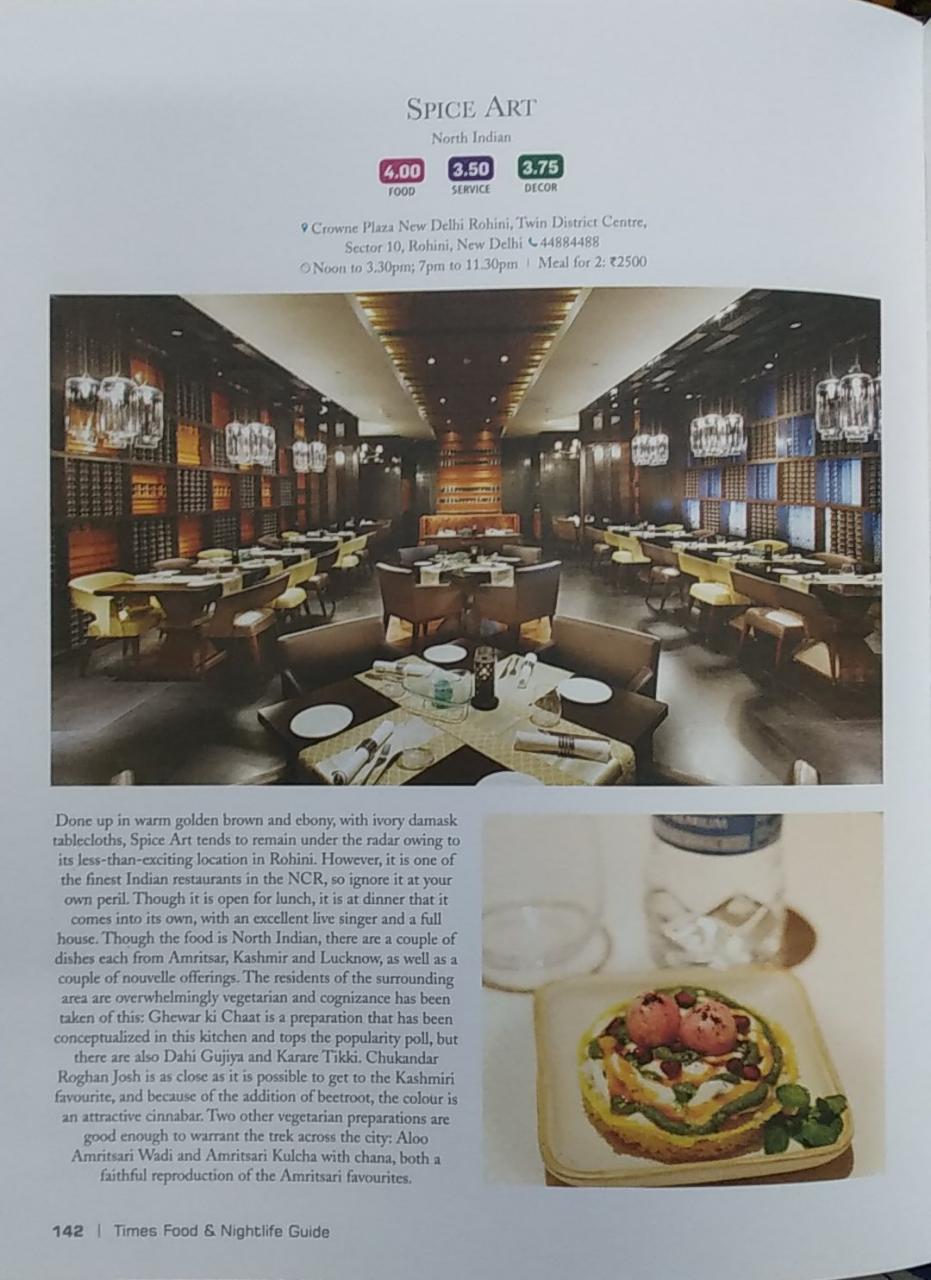 SPICE ART
North Indian
4.00 3.50 3.75
FOOD SERVICE DECOR
Crowne Plaza New Delhi Rohini, Twin District Centre,
Sector 10, Rohini, New Delhi 44884488
Noon to 3.30pm; 7pm to 11.30pm | Meal for 2: ₹2500
Done up in warm golden brown and ebony, with ivory damask
tablecloths, Spice Art tends to remain under the radar owing to
its less-than-exciting location in Rohini. However, it is one of
the finest Indian restaurants in the NCR, so ignore it at your
own peril. Though it is open for lunch, it is at dinner that it
comes into its own, with an excellent live singer and a full
house. Though the food is North Indian, there are a couple of
dishes each from Amritsar, Kashmir and Lucknow, as well as a
couple of nouvelle offerings. The residents of the surrounding
area are overwhelmingly vegetarian and cognizance has been
taken of this: Ghewar ki Chaat is a preparation that has been
conceptualized in this kitchen and tops the popularity poll, but
there are also Dahi Gujiya and Karare Tikki. Chukandar
Roghan Josh is as close as it is possible to get to the Kashmiri
favourite, and because of the addition of beetroot, the colour is
an attractive cinnabar. Two other vegetarian preparations are
good enough to warrant the trek across the city: Aloo
Amritsari Wadi and Amritsari Kulcha with chana, both a
faithful reproduction of the Amritsari favourites.
142 | Times Food & Nightlife Guide